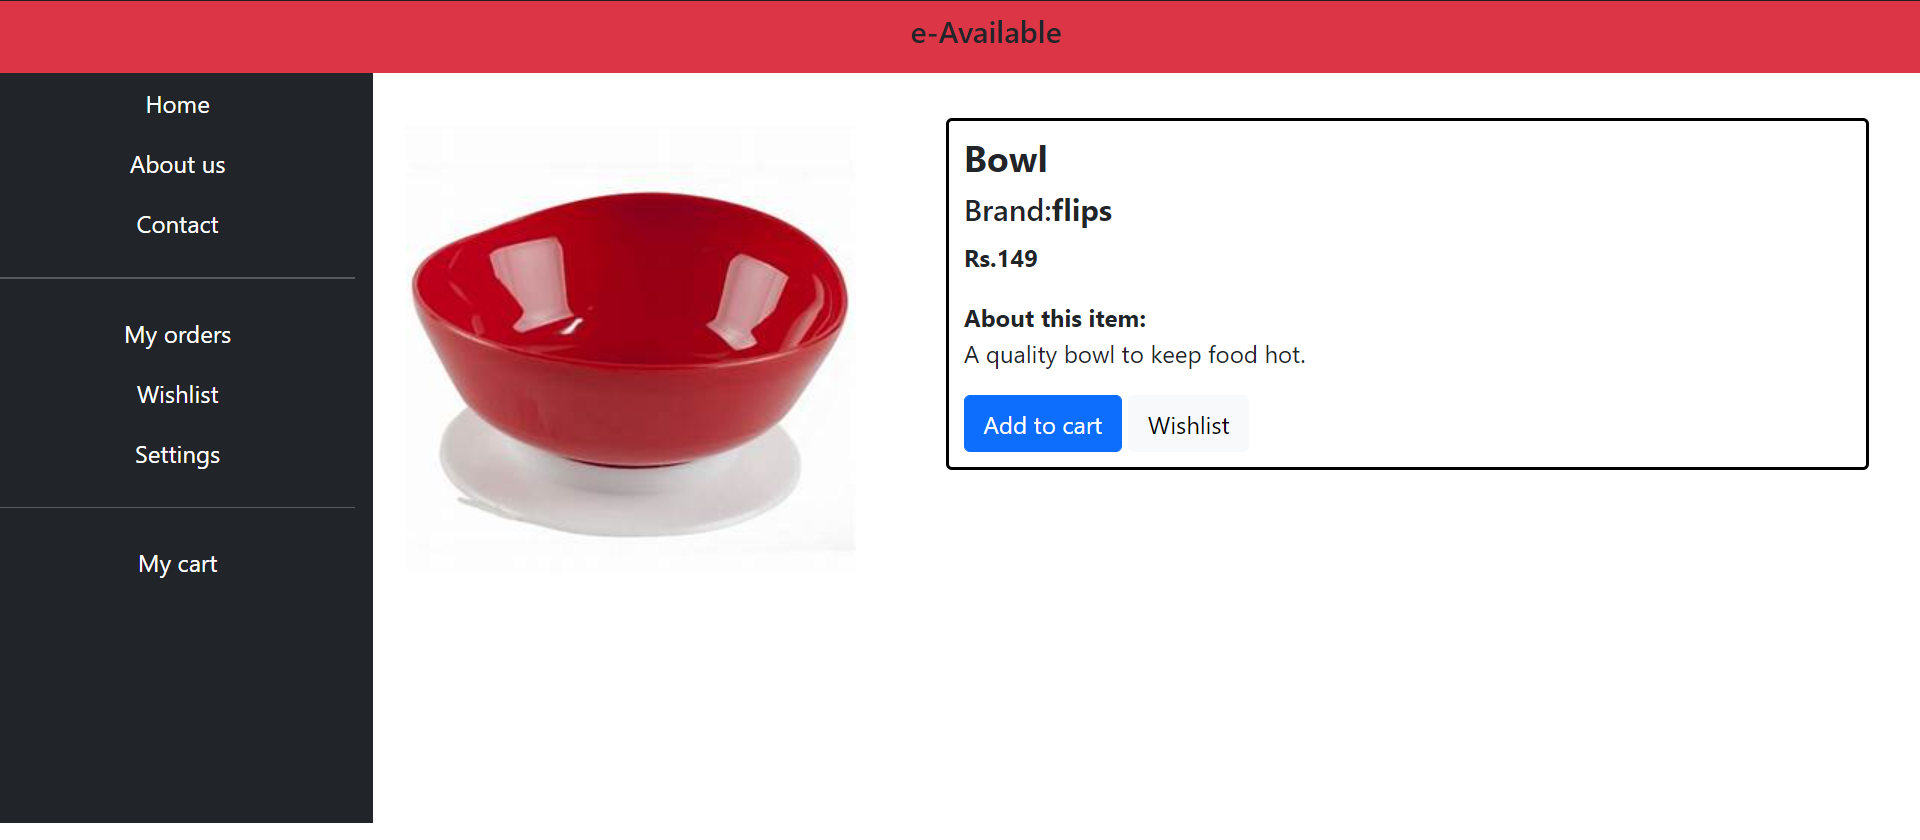 e-Available
Home
About us
Contact
My orders
Wishlist
Settings
My cart
Bowl
Brand:flips
Rs.149
About this item:
A quality bowl to keep food hot.
Add to cart Wishlist